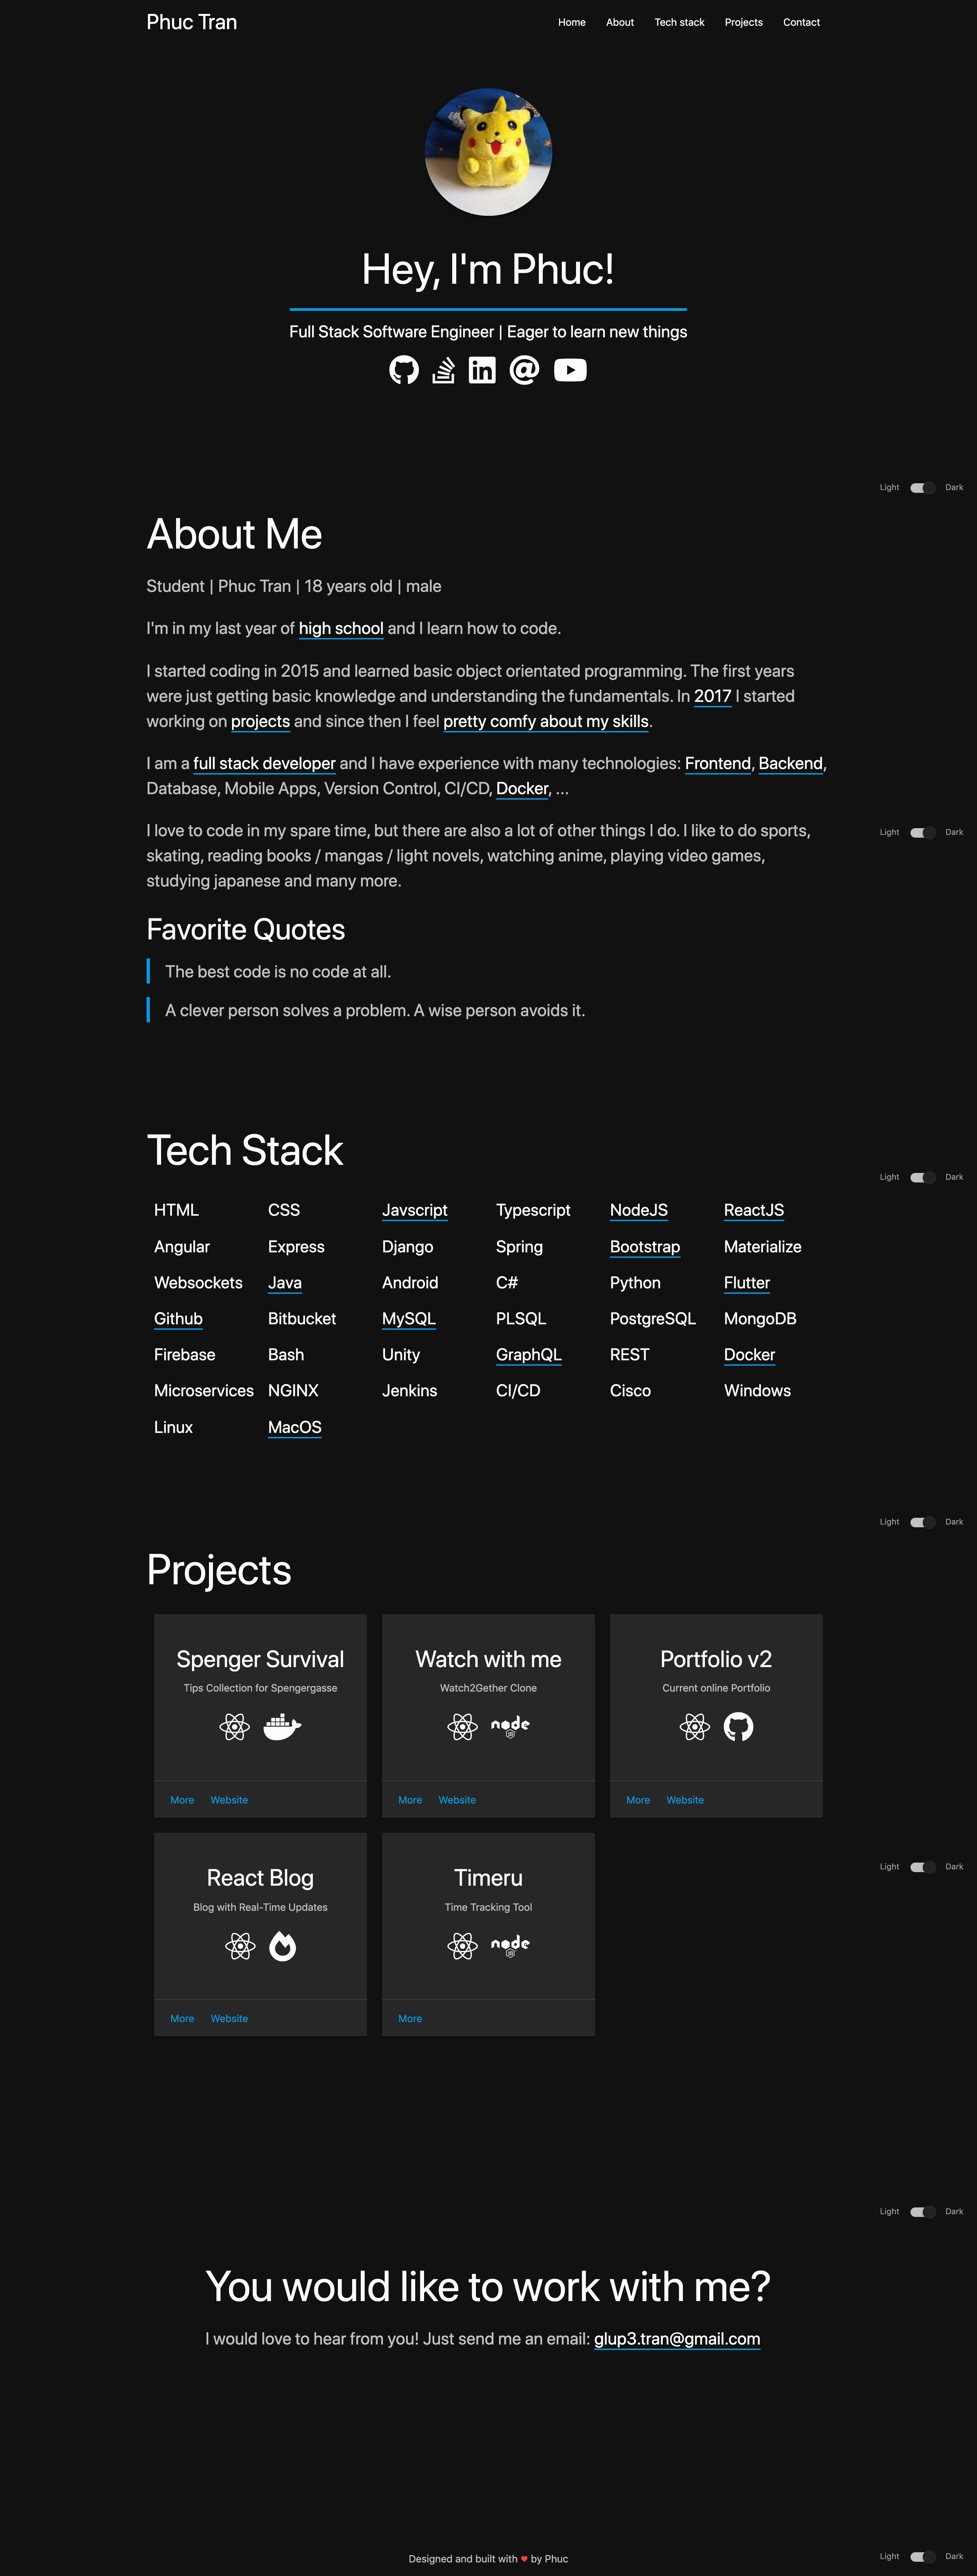 Phuc Tran
Home About Tech stack Projects Contact
Hey, I'm Phuc!
Full Stack Software Engineer | Eager to learn new things
Light Dark
About Me
Student | Phuc Tran | 18 years old | male
I'm in my last year of high school and I learn how to code.
I started coding in 2015 and learned basic object orientated programming. The first years
were just getting basic knowledge and understanding the fundamentals. In 2017 I started
working on projects and since then I feel pretty comfy about my skills.
I am a full stack developer and I have experience with many technologies: Frontend, Backend,
Database, Mobile Apps, Version Control, CI/CD, Docker, ...
I love to code in my spare time, but there are also a lot of other things I do. I like to do sports,
Light Dark
skating, reading books / mangas / light novels, watching anime, playing video games,
studying japanese and many more.
Favorite Quotes
The best code is no code at all.
A clever person solves a problem. A wise person avoids it.
Tech Stack
Light Dark
HTML CSS Javscript Typescript NodeJS ReactJS
Angular Express Django Spring Bootstrap Materialize
Websockets Java Android C# Python Flutter
Github Bitbucket MySQL PLSQL PostgreSQL MongoDB
Firebase Bash Unity GraphQL REST Docker
Microservices NGINX Jenkins CI/CD Cisco Windows
Linux MacOS
Light Dark
Projects
Spenger Survival
Tips Collection for Spengergasse
More Website
Watch with me
Watch2Gether Clone
node
JS
More Website
Portfolio v2
Current online Portfolio
More Website
Light Dark
React Blog
Blog with Real-Time Updates
More Website
Timeru
Time Tracking Tool
node
JS
More
Light Dark
You would like to work with me?
I would love to hear from you! Just send me an email: glup3.tran@gmail.com
Designed and built with ♥ by Phuc
Light Dark